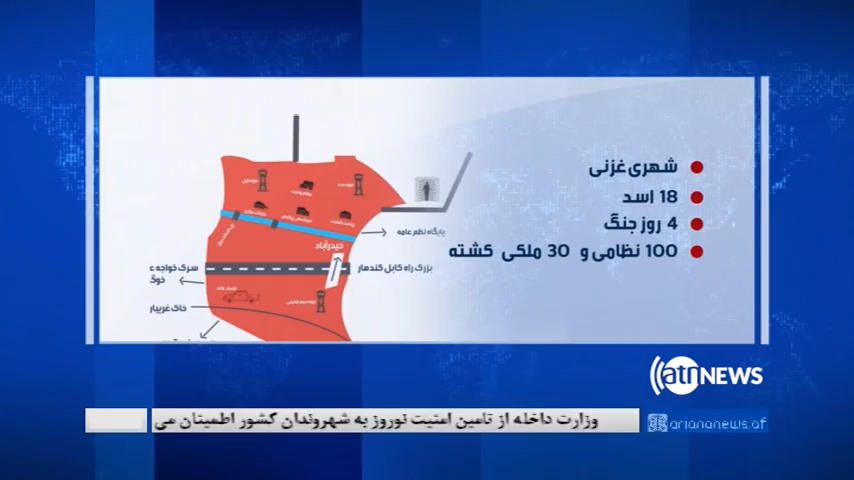 شهری غزنی
18 اسد
4 روز جنگ
100 نظامی و 30 ملکی کشته
پایگاه نظم عامه
حیدرآباد
بزرگ راه کابل کندهار
سرک خواجه ع
خاک غریبار
atn NEWS
وزارت داخله از تامین امنیت نوروز به شهروندان کشور اطمینان می
ariananews.af